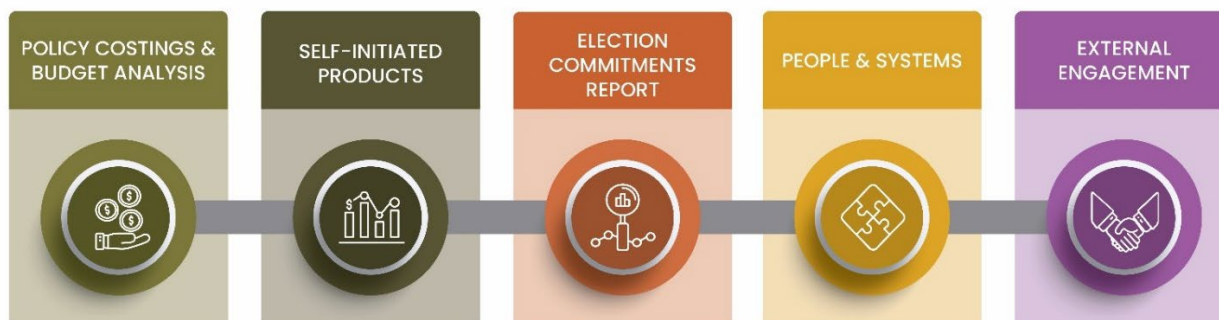 POLICY COSTINGS &
BUDGET ANALYSIS
SELF-INITIATED
PRODUCTS
ELECTION
COMMITMENTS
REPORT
PEOPLE & SYSTEMS
EXTERNAL
ENGAGEMENT
$
$
$
$